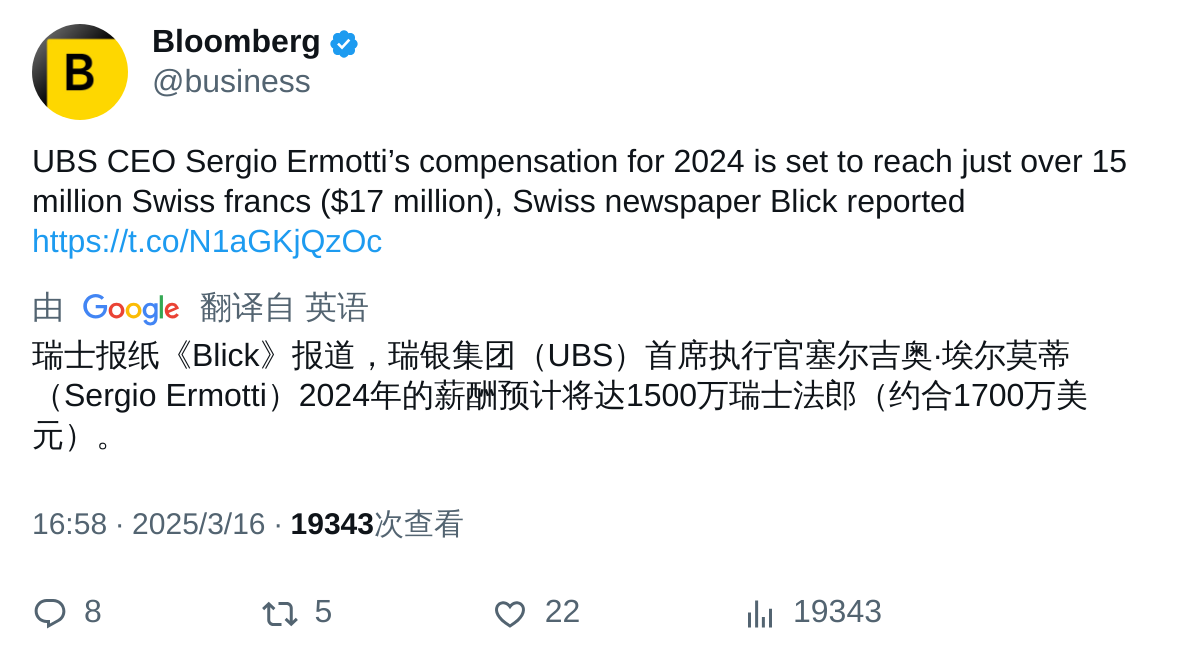 B
Bloomberg
@business
UBS CEO Sergio Ermotti’s compensation for 2024 is set to reach just over 15
million Swiss francs ($17 million), Swiss newspaper Blick reported
https://t.co/N1aGKjQzOc
由 Google 翻译自 英语
瑞士报纸《Blick》报道，瑞银集团（UBS）首席执行官塞尔吉奥·埃尔莫蒂
（Sergio Ermotti）2024年的薪酬预计将达1500万瑞士法郎（约合1700万美
元）。
16:58 · 2025/3/16 · 19343次查看
8 5 22 19343